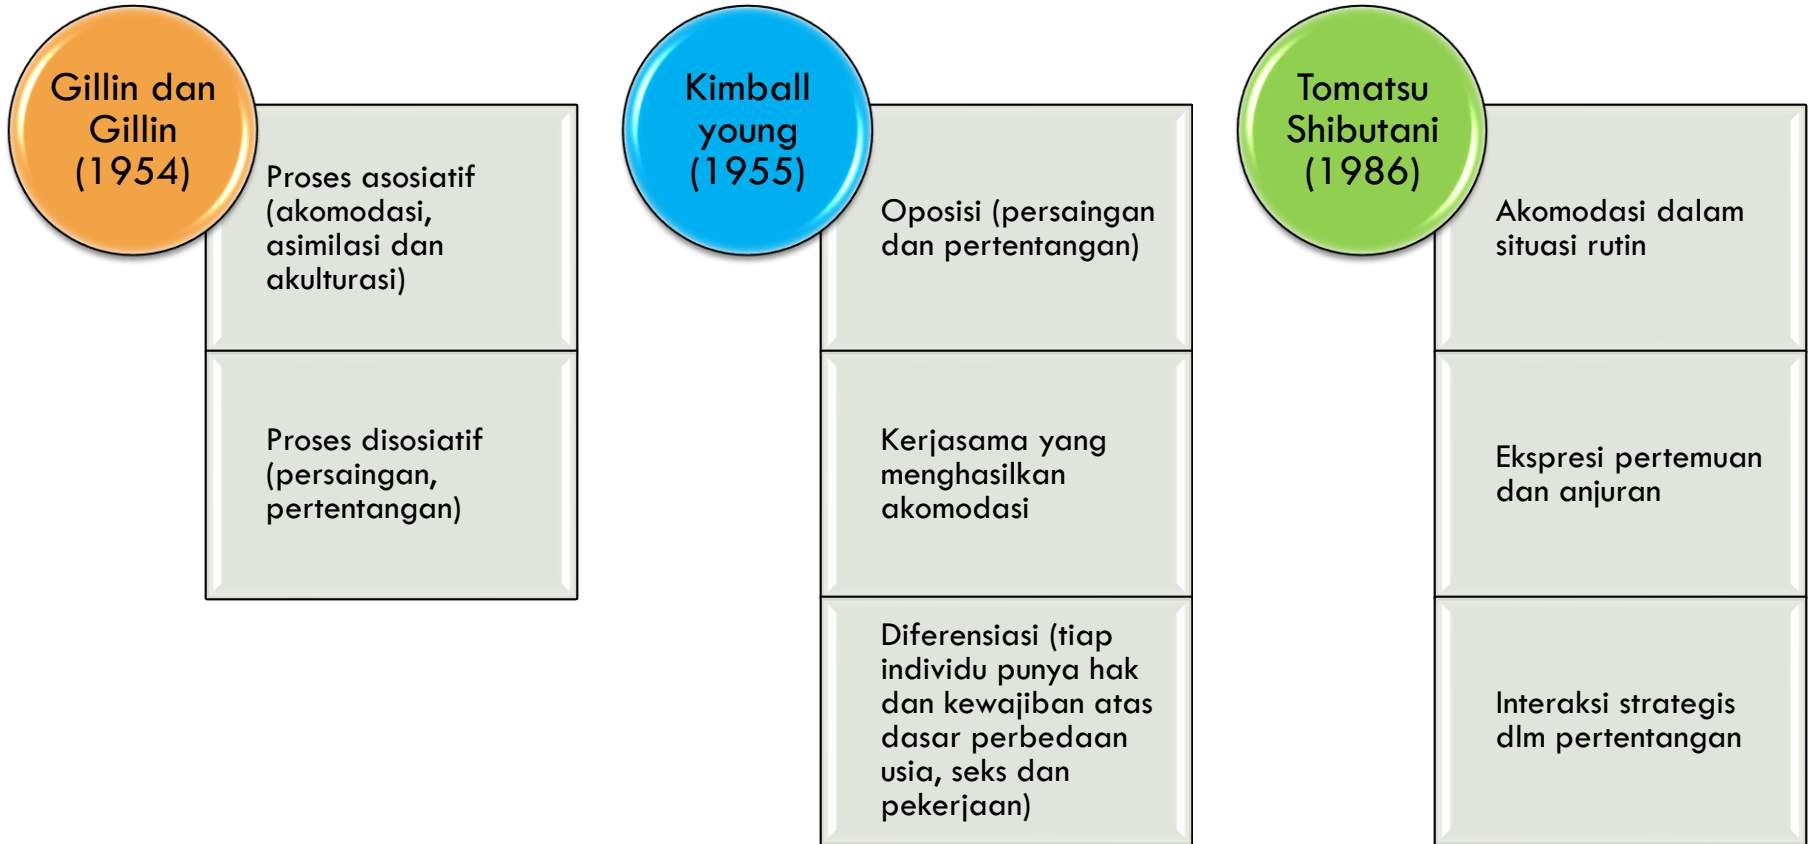 Gillin dan
Gillin
(1954)
Proses asosiatif
(akomodasi,
asimilasi dan
akulturasi)
Proses disosiatif
(persaingan,
pertentangan)
Kimball
young
(1955)
Oposisi (persaingan
dan pertentangan)
Kerjasama yang
menghasilkan
akomodasi
Diferensiasi (tiap
individu punya hak
dan kewajiban atas
dasar perbedaan
usia, seks dan
pekerjaan)
Tomatsu
Shibutani
(1986)
Akomodasi dalam
situasi rutin
Ekspresi pertemuan
dan anjuran
Interaksi strategis
dlm pertentangan